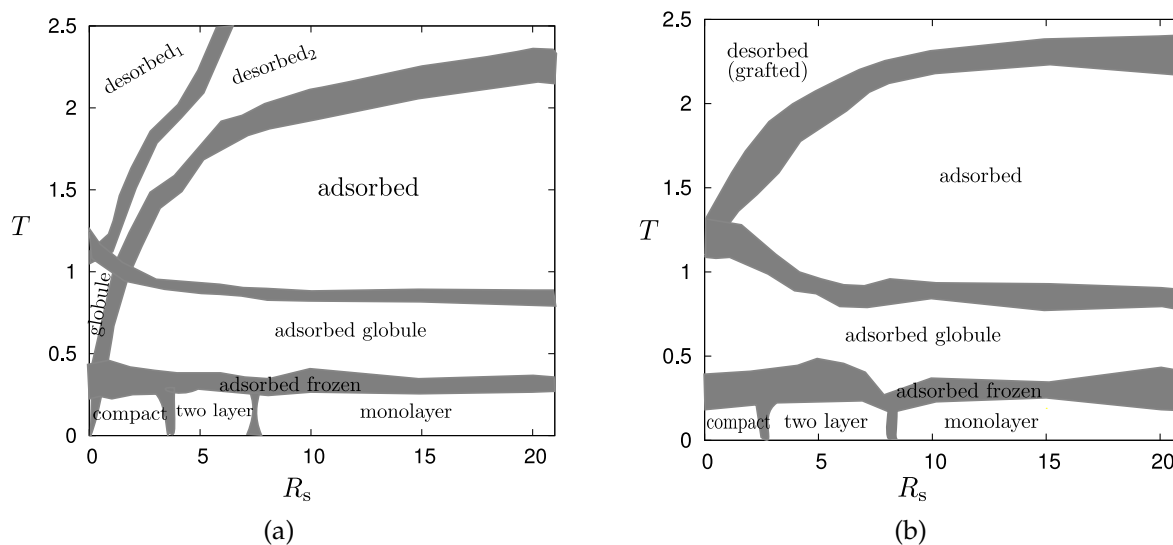 2.5
2
1.5
1
0.5
0
T
desorbed₁
desorbed₂
adsorbed
globule
adsorbed globule
adsorbed frozen
compact two layer monolayer
0 5 10 15 20
Rₛ
(a)
2.5
2
1.5
1
0.5
0
T
desorbed
(grafted)
adsorbed
adsorbed globule
adsorbed frozen
compact two layer monolayer
0 5 10 15 20
Rₛ
(b)